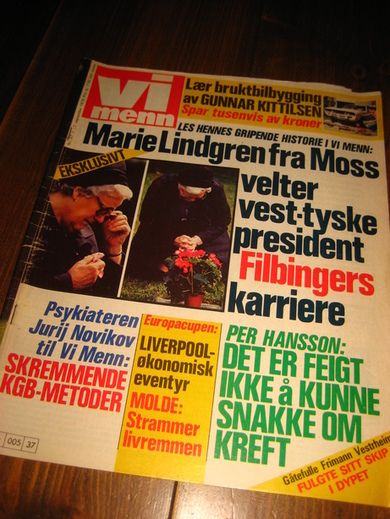 vi
menn
Lær bruktbilbygging
av GUNNAR KITTILSEN
Spar tusenvis av kroner
LES HENNES GRIPENDE HISTORIE I VI MENN:
Marie Lindgren fra Moss
EKSKLUSIVT
velter
vest-tyske
president
Filbingers
karriere
Psykiateren
Jurij Novikov
til Vi Menn:
SKREMMENDE
KGB-METODER
Europacupen:
LIVERPOOL-
økonomisk
eventyr
MOLDE:
Strammer
livremmen
PER HANSSON:
DET ER FEIGT
IKKE å KUNNE
SNAKKE OM
KREFT
Gåtefulle Frimann Vestrheim
FULGTE SITT SKIP
I DYPET
005 37